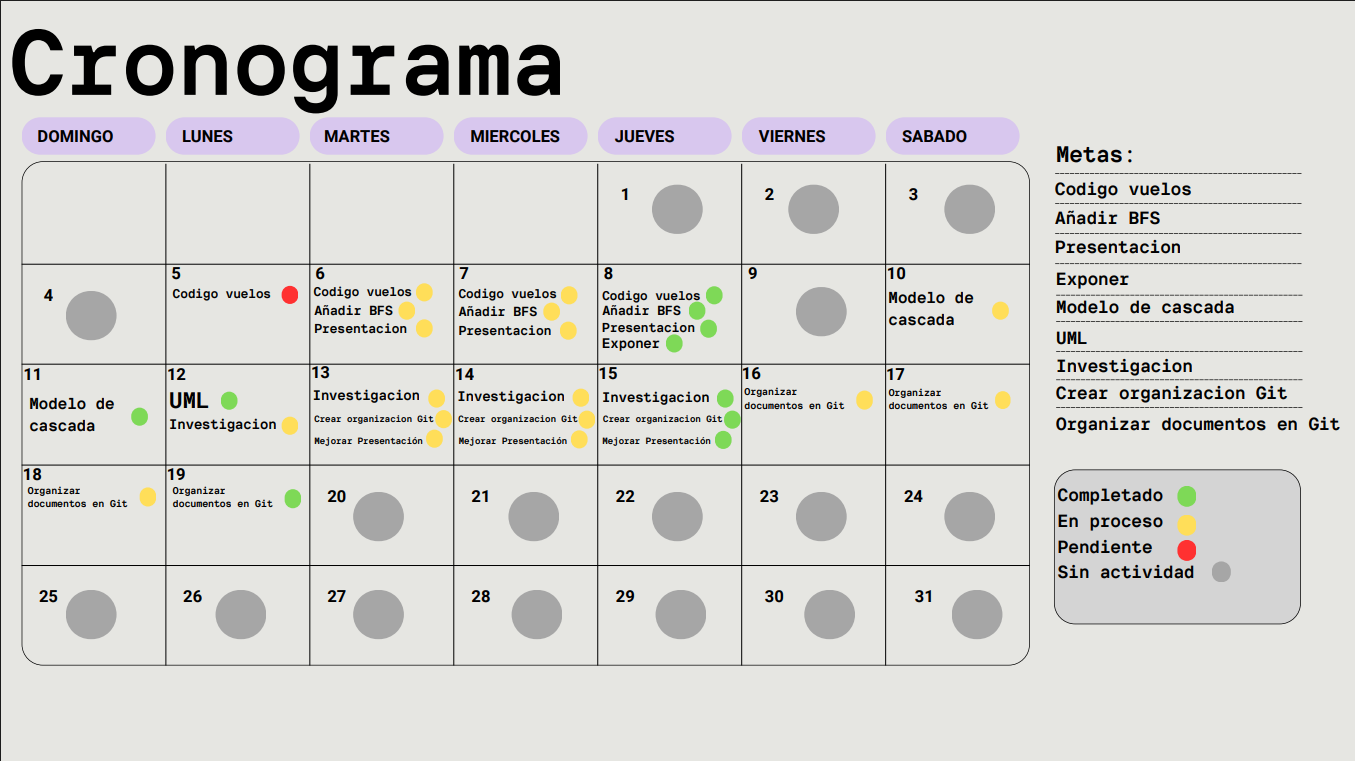 Cronograma
DOMINGO LUNES MARTES MIERCOLES JUEVES VIERNES SABADO
1 2 3
4
5
Codigo vuelos
6
Codigo vuelos
Añadir BFS
Presentacion
7
Codigo vuelos
Añadir BFS
Presentacion
8
Codigo vuelos
Añadir BFS
Presentacion
Exponer
9
10
Modelo de
cascada
11
Modelo de
cascada
12
UML
Investigacion
13
Investigacion
Crear organizacion Git
Mejorar Presentación
14
Investigacion
Crear organizacion Git
Mejorar Presentación
15
Investigacion
Crear organizacion Git
Mejorar Presentación
16
Organizar
documentos en Git
17
Organizar
documentos en Git
18
Organizar
documentos en Git
19
Organizar
documentos en Git
20 21 22 23 24
25 26 27 28 29 30 31
Metas:
Codigo vuelos
Añadir BFS
Presentacion
Exponer
Modelo de cascada
UML
Investigacion
Crear organizacion Git
Organizar documentos en Git
Completado
En proceso
Pendiente
Sin actividad